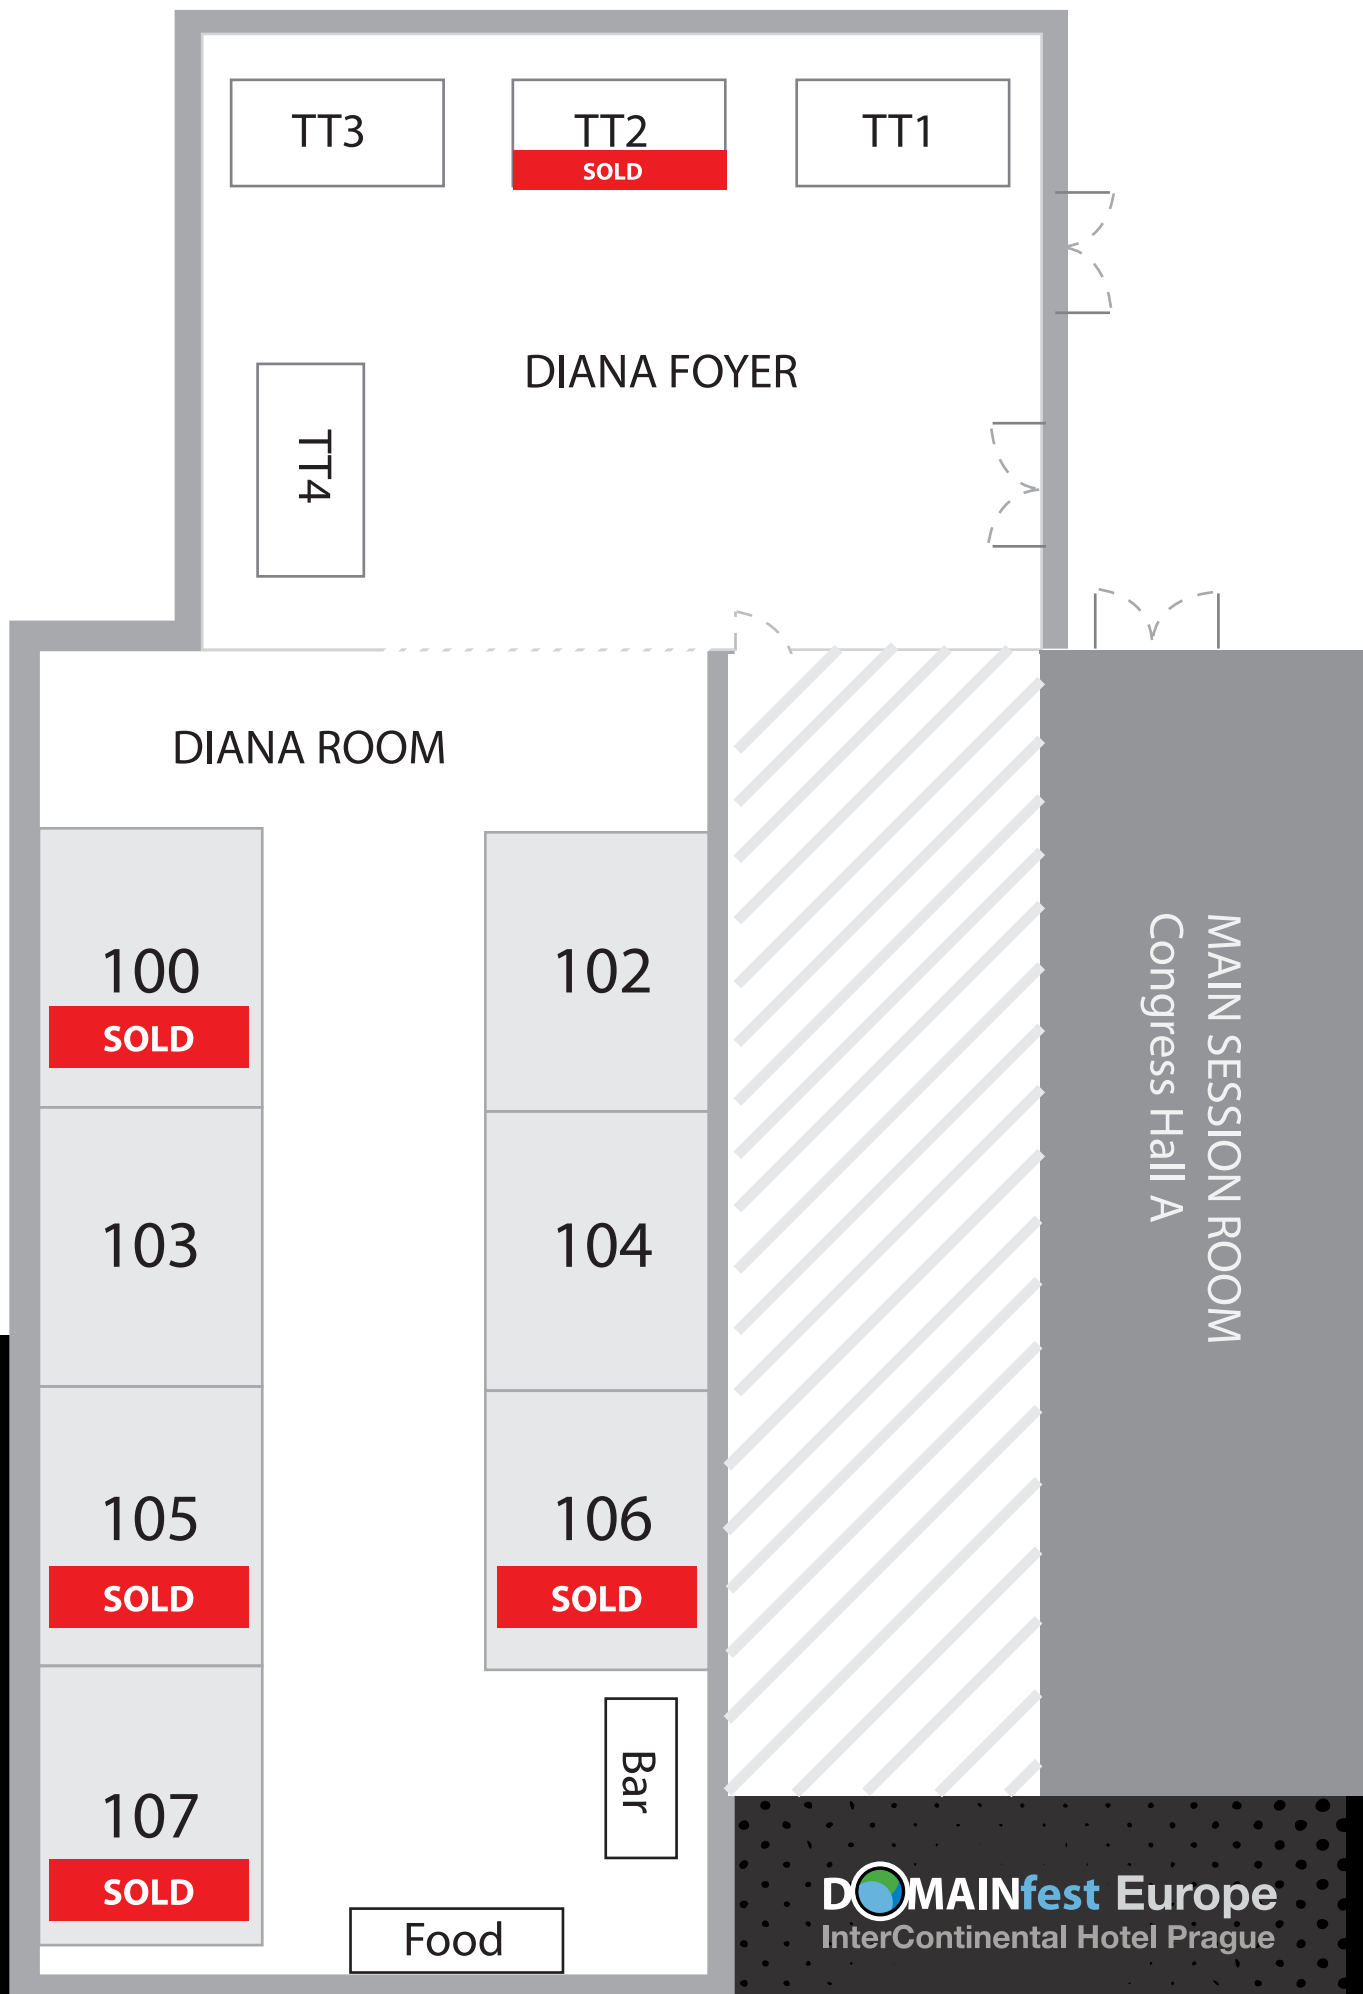 TT3
TT2
SOLD
TT1
DIANA FOYER
TT4
DIANA ROOM
100
SOLD
102
103
104
105
SOLD
106
SOLD
107
SOLD
Bar
Food
MAIN SESSION ROOM
Congress Hall A
DOMAINfest Europe
InterContinental Hotel Prague